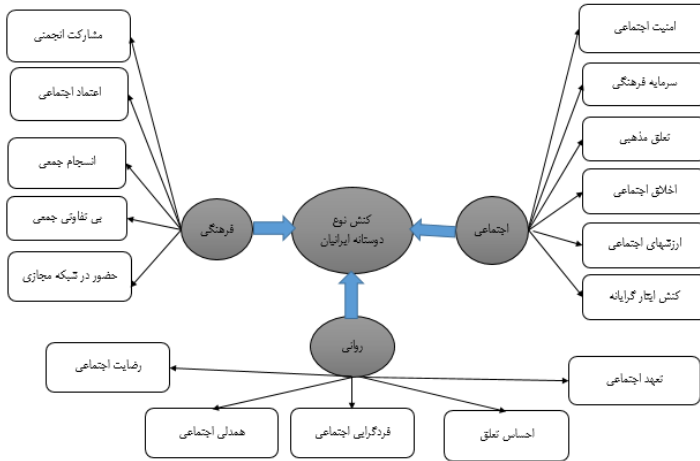 امنیت اجتماعی
سرمایه فرهنگی
تعلق مذهبی
اخلاق اجتماعی
ارزشهای اجتماعی
کنش ایثار گرایانه
اجتماعی
کنش نوع
دوستانه ایرانیان
فرهنگی
مشارکت انجمنی
اعتماد اجتماعی
انسجام جمعی
بی تفاوتی جمعی
حضور در شبکه مجازی
روانی
تعهد اجتماعی
احساس تعلق
فردگرایی اجتماعی
همدلی اجتماعی
رضایت اجتماعی